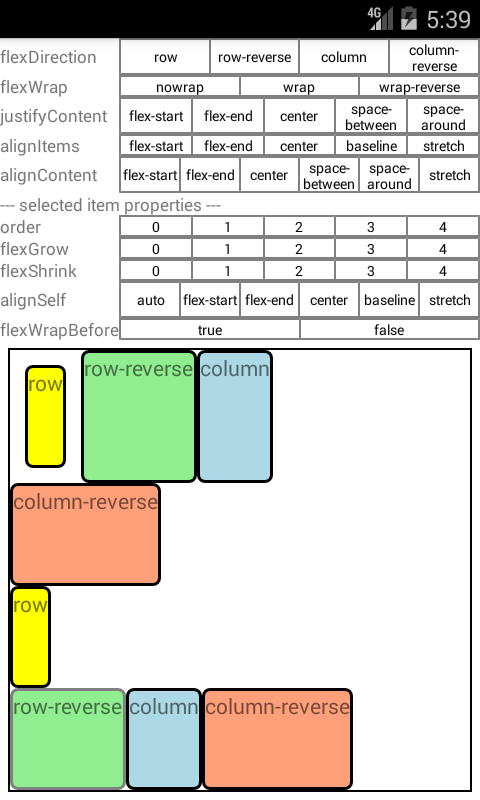 4G 5:39
flexDirection row row-reverse column column-
reverse
flexWrap nowrap wrap wrap-reverse
justifyContent flex-start flex-end center space-
between space-
around
alignItems flex-start flex-end center baseline stretch
alignContent flex-start flex-end center space-
between space-
around stretch
--- selected item properties ---
order 0 1 2 3 4
flexGrow 0 1 2 3 4
flexShrink 0 1 2 3 4
alignSelf auto flex-start flex-end center baseline stretch
flexWrapBefore true false
row row-reverse column
column-reverse
row
row-reverse column column-reverse